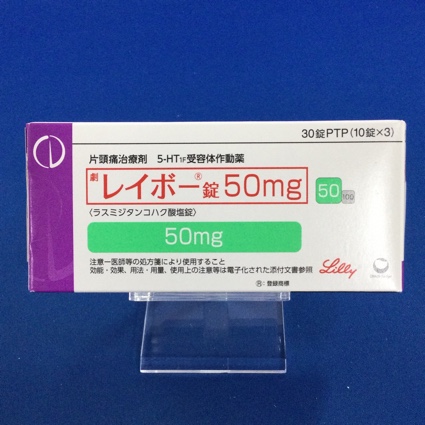 30錠PTP(10錠×3)
片頭痛治療剤 5-HT1F受容体作動薬
劇 レイボー®錠50mg
50
100
〈ラスミジタンコハク酸塩錠〉
50mg
注意-医師等の処方箋により使用すること
効能・効果、用法・用量、使用上の注意等は電子化された添付文書参照
Lilly
®:登録商標